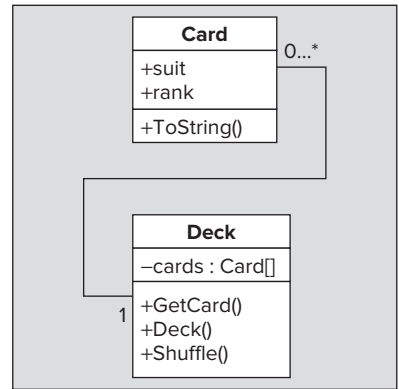 Card
0...*
+suit
+rank
+ToString()
Deck
–cards : Card[]
1
+GetCard()
+Deck()
+Shuffle()